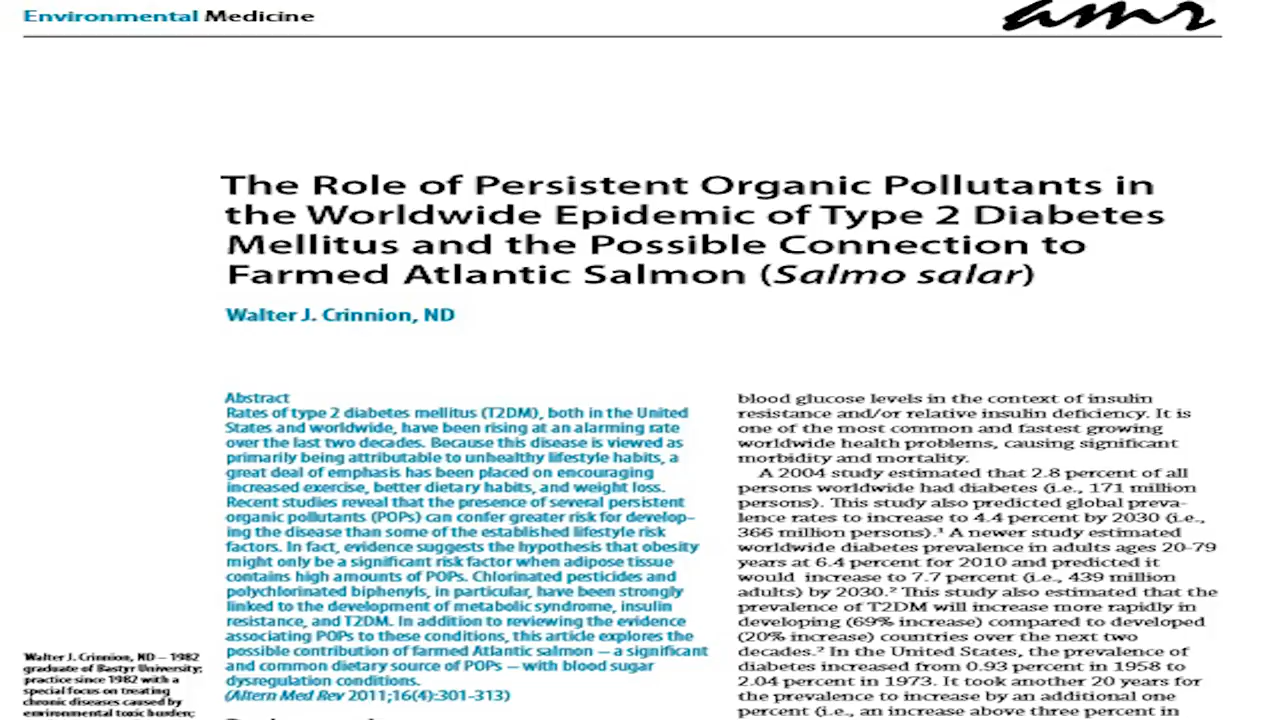 Environmental Medicine
amr
The Role of Persistent Organic Pollutants in
the Worldwide Epidemic of Type 2 Diabetes
Mellitus and the Possible Connection to
Farmed Atlantic Salmon (Salmo salar)
Walter J. Crinnion, ND
Abstract
Rates of type 2 diabetes mellitus (T2DM), both in the United
States and worldwide, have been rising at an alarming rate
over the last two decades. Because this disease is viewed as
primarily being attributable to unhealthy lifestyle habits, a
great deal of emphasis has been placed on encouraging
increased exercise, better dietary habits, and weight loss.
Recent studies reveal that the presence of several persistent
organic pollutants (POPs) can confer greater risk for develop-
ing the disease than some of the established lifestyle risk
factors. In fact, evidence suggests the hypothesis that obesity
might only be a significant risk factor when adipose tissue
contains high amounts of POPs. Chlorinated pesticides and
polychlorinated biphenyls, in particular, have been strongly
linked to the development of metabolic syndrome, insulin
resistance, and T2DM. In addition to reviewing the evidence
associating POPs to these conditions, this article explores the
possible contribution of farmed Atlantic salmon – a significant
and common dietary source of POPs – with blood sugar
dysregulation conditions.
(Altern Med Rev 2011;16(4):301-313)
blood glucose levels in the context of insulin
resistance and/or relative insulin deficiency. It is
one of the most common and fastest growing
worldwide health problems, causing significant
morbidity and mortality.
A 2004 study estimated that 2.8 percent of all
persons worldwide had diabetes (i.e., 171 million
persons). This study also predicted global preva-
lence rates to increase to 4.4 percent by 2030 (i.e.,
366 million persons).¹ A newer study estimated
worldwide diabetes prevalence in adults ages 20-79
years at 6.4 percent for 2010 and predicted it
would increase to 7.7 percent (i.e., 439 million
adults) by 2030.² This study also estimated that the
prevalence of T2DM will increase more rapidly in
developing (69% increase) compared to developed
(20% increase) countries over the next two
decades.² In the United States, the prevalence of
diabetes increased from 0.93 percent in 1958 to
2.04 percent in 1973. It took another 20 years for
the prevalence to increase by an additional one
percent (i.e., an increase above three percent in
Walter J. Crinnion, ND – 1982
graduate of Bastyr University;
practice since 1982 with a
special focus on treating
chronic diseases caused by
environmental toxic burden;